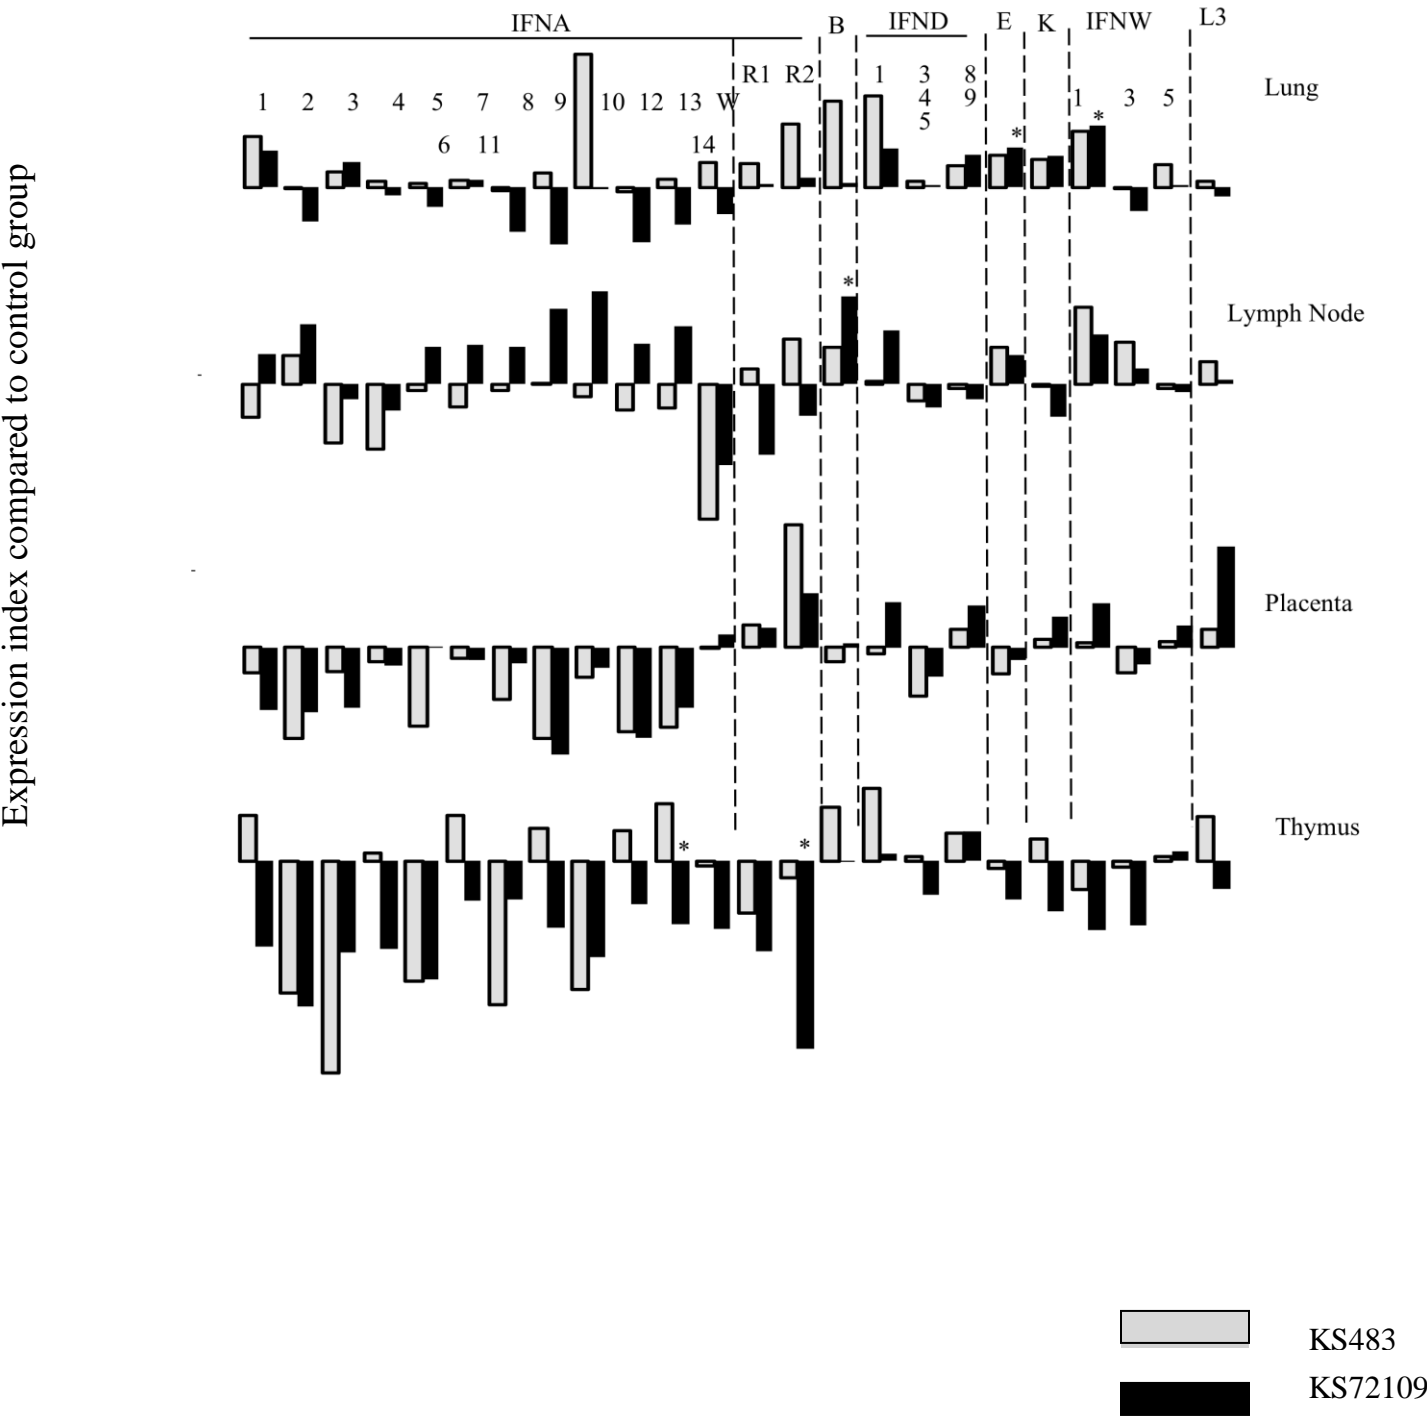 IFNA B IFND E K IFNW L3
R1 R2 1 3 8
Lung
1 2 3 4 5 7 8 9 10 12 13 W 4 9 1 3 5
5
6 11 14
*
*
Lymph Node
*
Placenta
Thymus
* *
Expression index compared to control group
KS483
KS72109